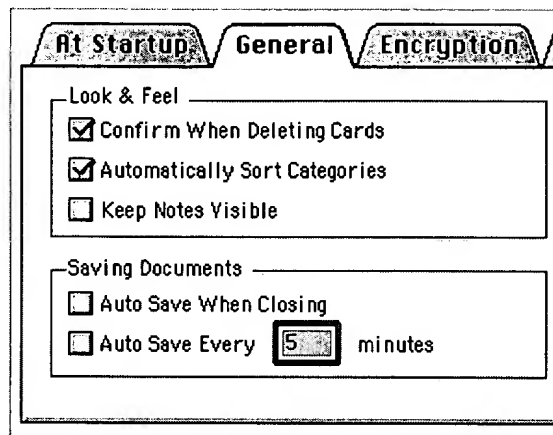 At Startup General Encryption
Look & Feel
Confirm When Deleting Cards
Automatically Sort Categories
Keep Notes Visible
Saving Documents
Auto Save When Closing
Auto Save Every 5 minutes